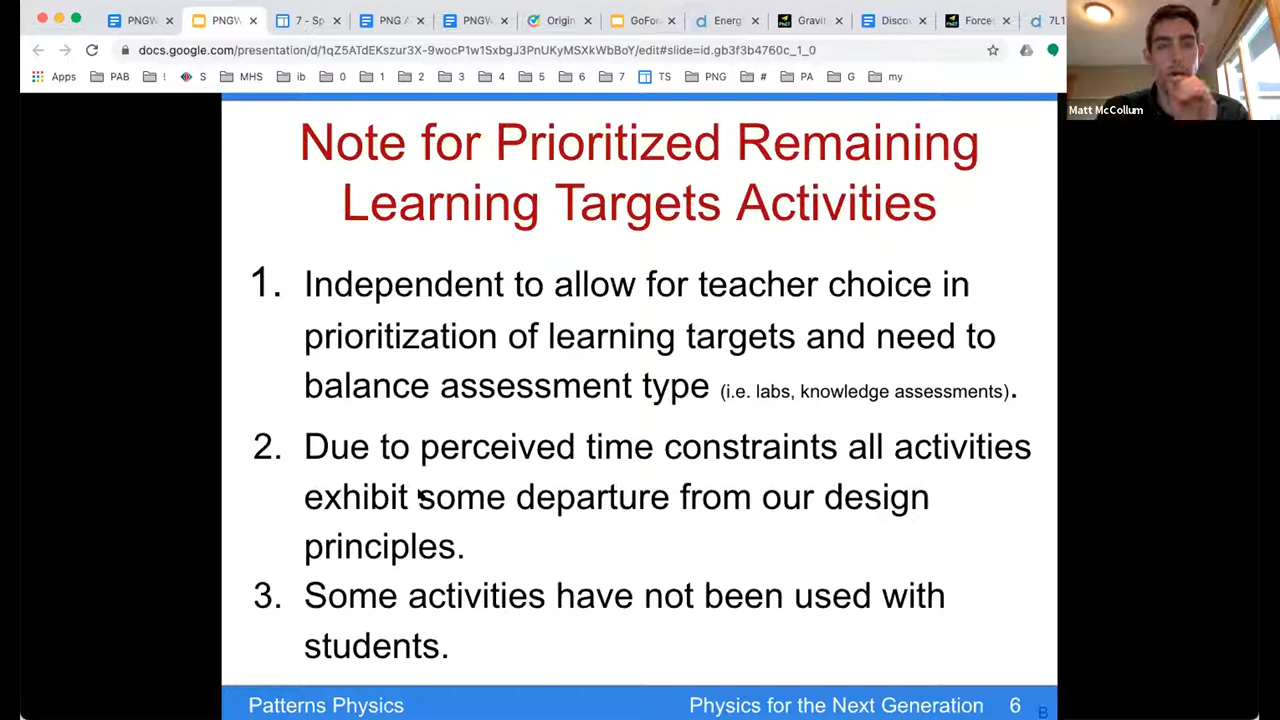 PNGW
PNGW
7 - Sp
PNG A
PNGW
Origin
GoFor
Energ
Gravit
Disco
Force
7L1
docs.google.com/presentation/d/1qZ5ATdEKszur3X-9wocP1w1SxbgJ3PnUKyMSXkWbBoY/edit#slide=id.gb3f3b4760c_1_0
Apps PAB ! S MHS ib 0 1 2 3 4 5 6 7 TS PNG # PA G my
Matt McCollum
Note for Prioritized Remaining
Learning Targets Activities
1. Independent to allow for teacher choice in
prioritization of learning targets and need to
balance assessment type (i.e. labs, knowledge assessments).
2. Due to perceived time constraints all activities
exhibit some departure from our design
principles.
3. Some activities have not been used with
students.
Patterns Physics
Physics for the Next Generation 6
B